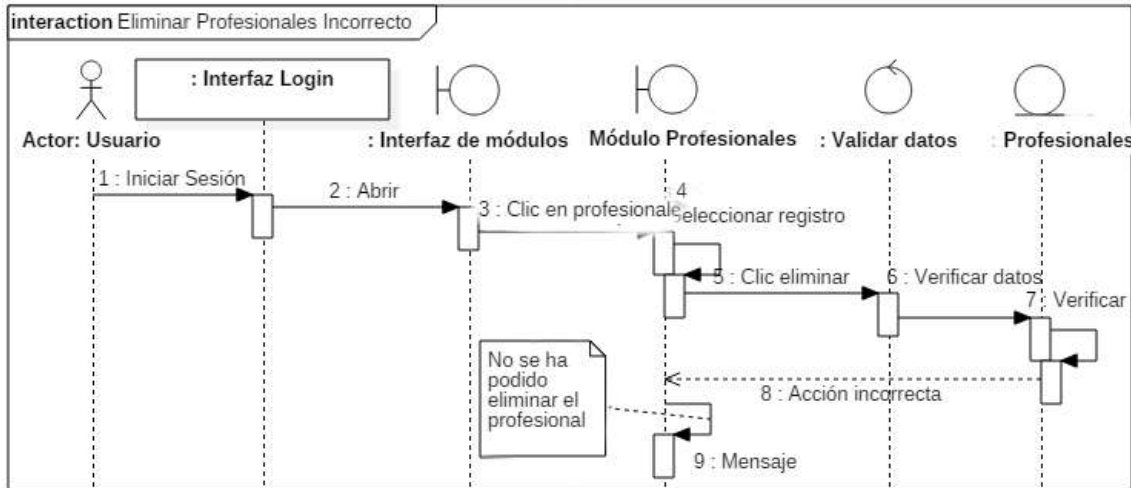 interaction Eliminar Profesionales Incorrecto
: Interfaz Login
Actor: Usuario
: Interfaz de módulos
Módulo Profesionales
: Validar datos
: Profesionales
1 : Iniciar Sesión
2 : Abrir
3 : Clic en profesionale
: 4
seleccionar registro
5 : Clic eliminar
6 : Verificar datos
7 : Verificar
No se ha
podido
eliminar el
profesional
8 : Acción incorrecta
9 : Mensaje